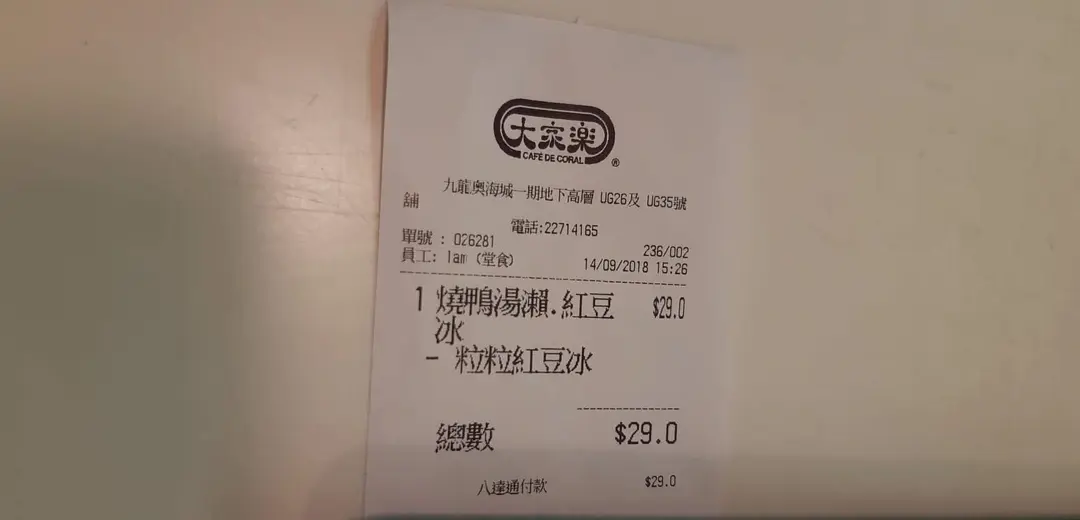 大家樂
CAFÉ DE CORAL®
九龍奧海城一期地下高層 UG26及 UG35號
舖
電話:22714165
單號 : 026281 236/002
員工: lam (堂食) 14/09/2018 15:26
1 燒鴨湯瀨.紅豆 $29.0
冰
- 粒粒紅豆冰
總數 $29.0
八達通付款 $29.0